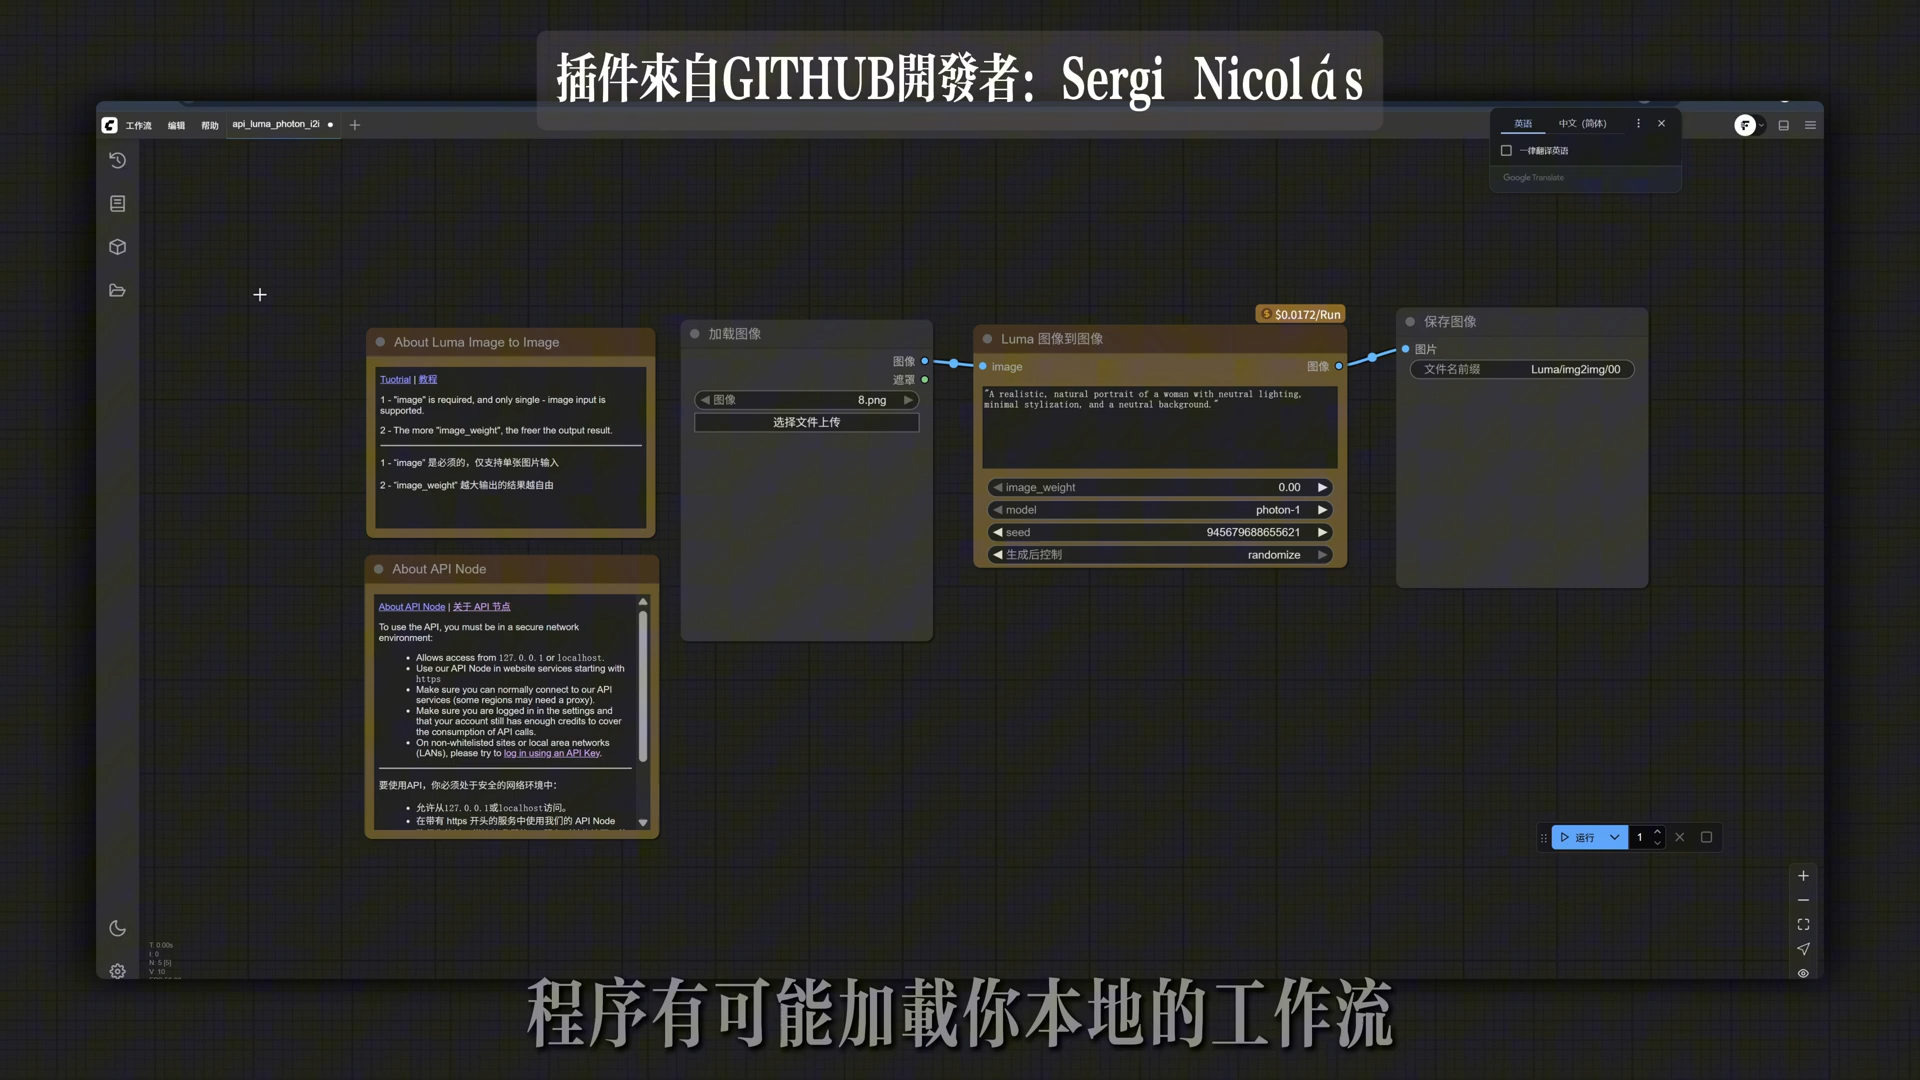 插件來自GITHUB開發者：Sergi Nicolás
工作流
编辑
帮助
api_luma_photon_i2i
英语
中文 (简体)
一律翻译英语
Google Translate
About Luma Image to Image
Tuotrial | 教程
1 - "image" is required, and only single - image input is
supported.
2 - The more "image_weight", the freer the output result.
1 - "image" 是必须的，仅支持单张图片输入
2 - "image_weight" 越大输出的结果越自由
About API Node
About API Node | 关于 API 节点
To use the API, you must be in a secure network
environment:
• Allows access from 127.0.0.1 or localhost.
• Use our API Node in website services starting with
https
• Make sure you can normally connect to our API
services (some regions may need a proxy).
• Make sure you are logged in in the settings and
that your account still has enough credits to cover
the consumption of API calls.
• On non-whitelisted sites or local area networks
(LANs), please try to log in using an API Key.
要使用API，你必须处于安全的网络环境中：
• 允许从127.0.0.1或localhost访问。
• 在带有 https 开头的服务中使用我们的 API Node
加载图像
图像
遮罩
图像 8.png
选择文件上传
$0.0172/Run
Luma 图像到图像
image 图像
"A realistic, natural portrait of a woman with neutral lighting,
minimal stylization, and a neutral background."
image_weight 0.00
model photon-1
seed 945679688655621
生成后控制 randomize
保存图像
图片
文件名前缀 Luma/img2img/00
运行 1
T: 0.00s
I: 0
N: 5 [5]
V: 10
程序有可能加載你本地的工作流